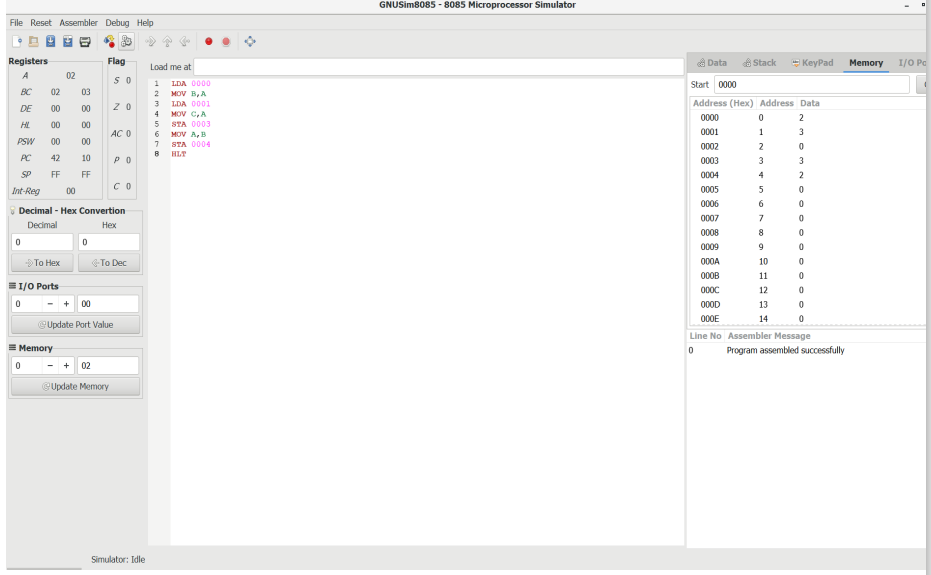 GNUSim8085 - 8085 Microprocessor Simulator
File Reset Assembler Debug Help
Registers
A 02
BC 02 03
DE 00 00
HL 00 00
PSW 00 00
PC 42 10
SP FF FF
Int-Reg 00
Flag
S 0
Z 0
AC 0
P 0
C 0
Decimal - Hex Convertion
Decimal Hex
0 0
To Hex To Dec
I/O Ports
0 - + 00
Update Port Value
Memory
0 - + 02
Update Memory
Load me at
1 LDA 0000
2 MOV B,A
3 LDA 0001
4 MOV C,A
5 STA 0003
6 MOV A,B
7 STA 0004
8 HLT
Data Stack KeyPad Memory I/O Po
Start 0000
Address (Hex) Address Data
0000 0 2
0001 1 3
0002 2 0
0003 3 3
0004 4 2
0005 5 0
0006 6 0
0007 7 0
0008 8 0
0009 9 0
000A 10 0
000B 11 0
000C 12 0
000D 13 0
000E 14 0
Line No Assembler Message
0 Program assembled successfully
Simulator: Idle